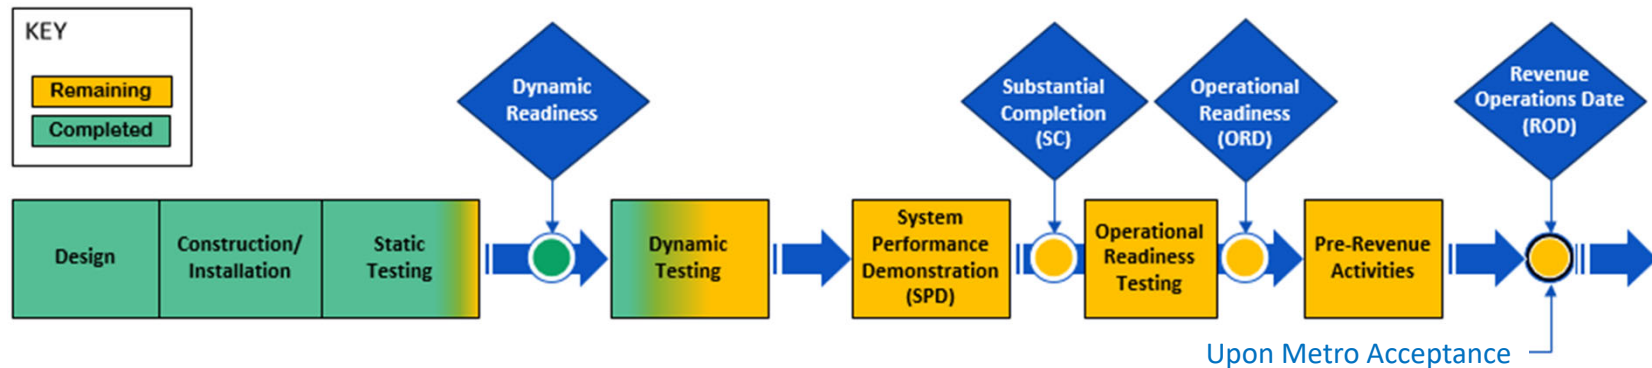 KEY
Remaining
Completed
Dynamic
Readiness
Substantial
Completion
(SC)
Operational
Readiness
(ORD)
Revenue
Operations Date
(ROD)
Design
Construction/
Installation
Static
Testing
Dynamic
Testing
System
Performance
Demonstration
(SPD)
Operational
Readiness
Testing
Pre-Revenue
Activities
Upon Metro Acceptance